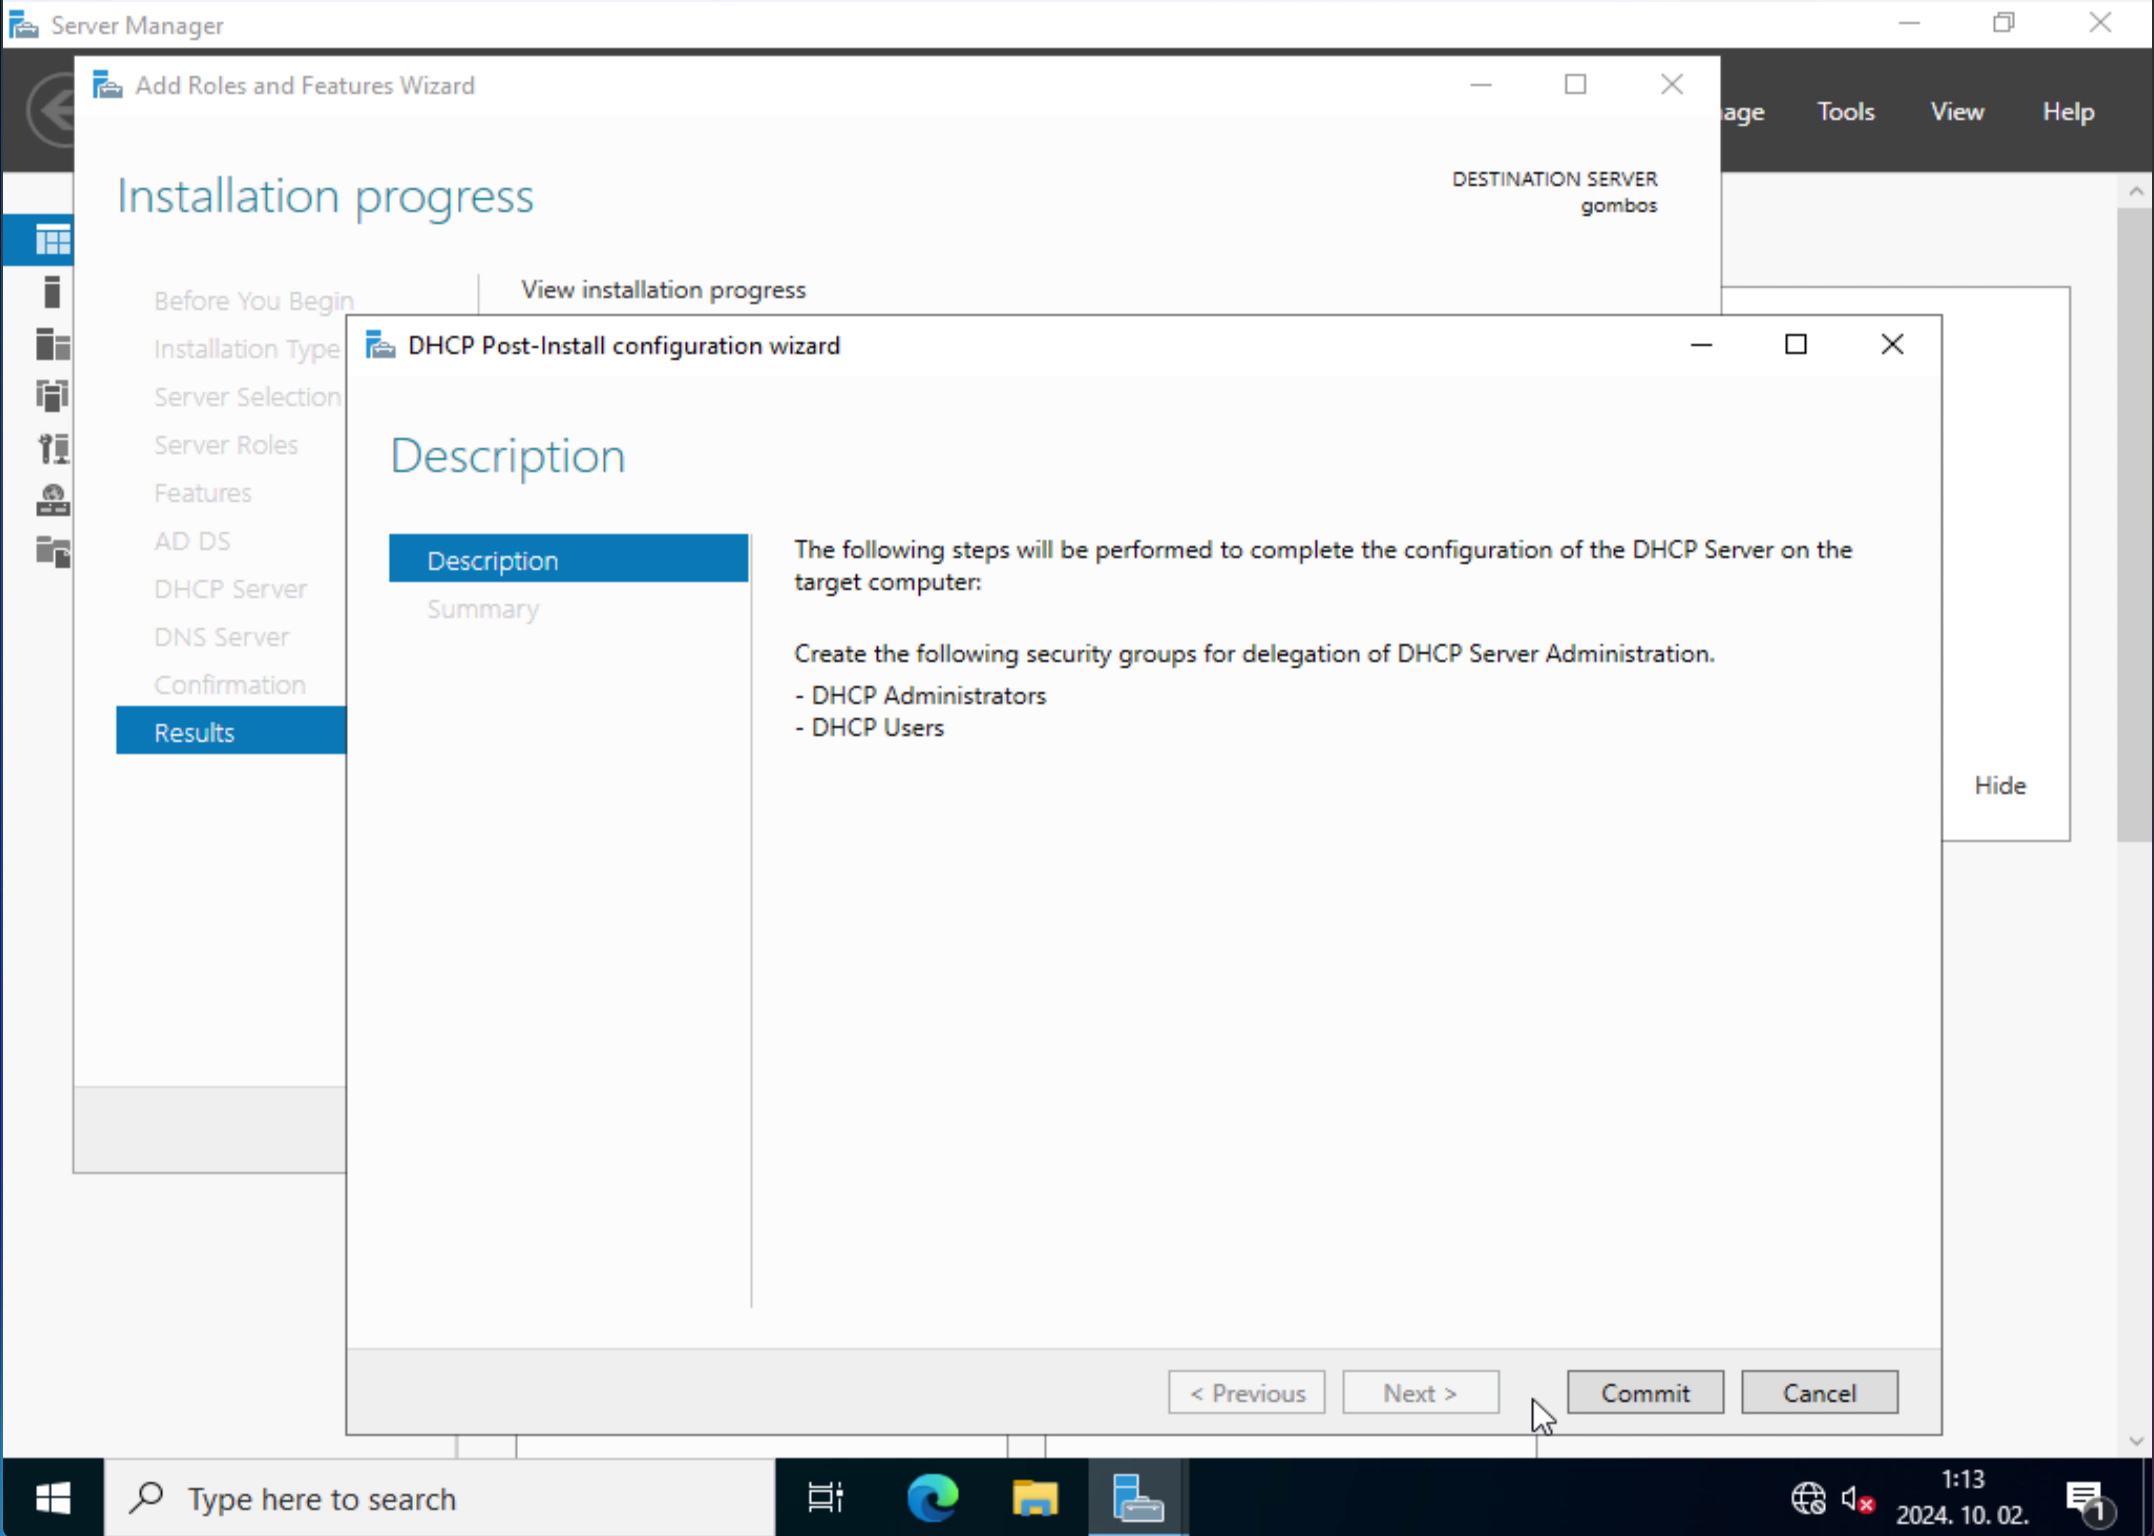 Server Manager
Add Roles and Features Wizard
Tools
View
Help
Installation progress
DESTINATION SERVER
gombos
Before You Begin
Installation Type
Server Selection
Server Roles
Features
AD DS
DHCP Server
DNS Server
Confirmation
Results
View installation progress
DHCP Post-Install configuration wizard
Description
Description
Summary
The following steps will be performed to complete the configuration of the DHCP Server on the
target computer:
Create the following security groups for delegation of DHCP Server Administration.
- DHCP Administrators
- DHCP Users
Hide
< Previous
Next >
Commit
Cancel
Type here to search
1:13
2024. 10. 02.
1